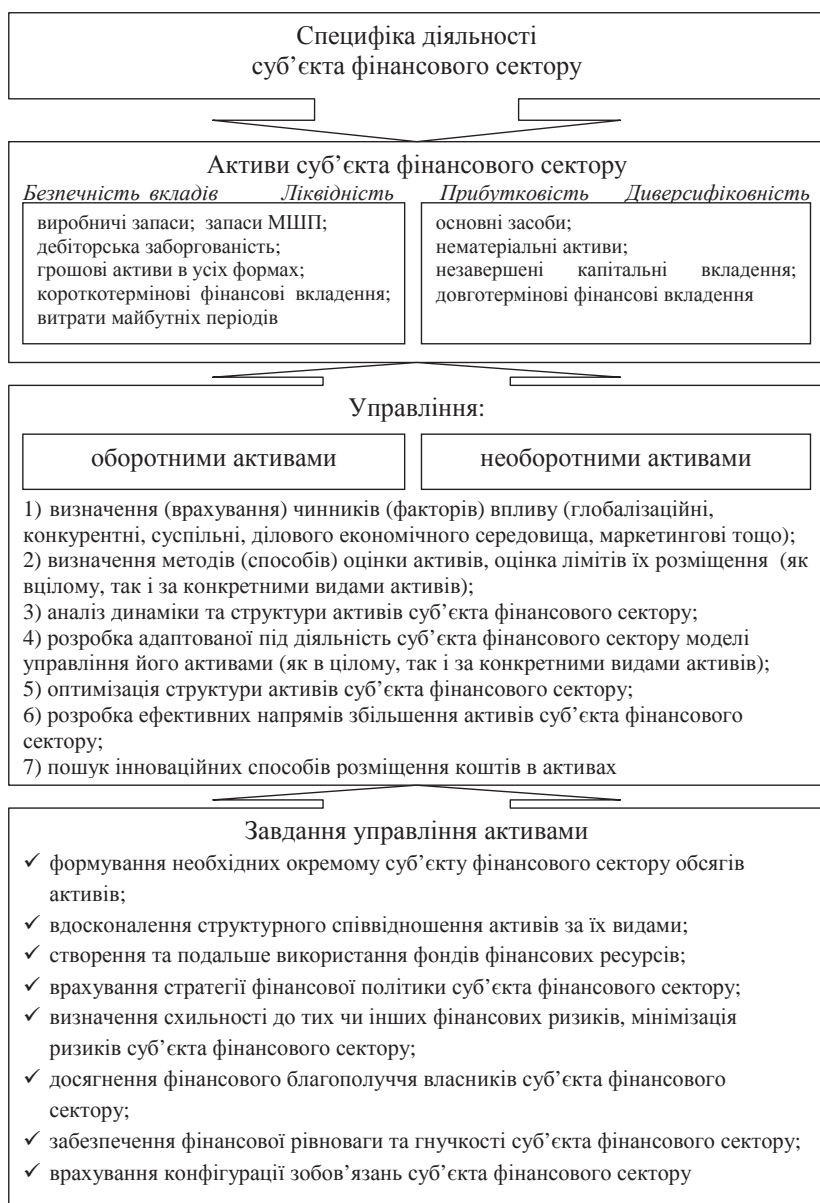 Специфіка діяльності
суб’єкта фінансового сектору
Активи суб’єкта фінансового сектору
Безпечність вкладів Ліквідність Прибутковість Диверсифіковність
виробничі запаси; запаси МШП;
дебіторська заборгованість;
грошові активи в усіх формах;
короткотермінові фінансові вкладення;
витрати майбутніх періодів
основні засоби;
нематеріальні активи;
незавершені капітальні вкладення;
довготермінові фінансові вкладення
Управління:
оборотними активами
необоротними активами
1) визначення (врахування) чинників (факторів) впливу (глобалізаційні,
конкурентні, суспільні, ділового економічного середовища, маркетингові тощо);
2) визначення методів (способів) оцінки активів, оцінка лімітів їх розміщення (як
вцілому, так і за конкретними видами активів);
3) аналіз динаміки та структури активів суб’єкта фінансового сектору;
4) розробка адаптованої під діяльність суб’єкта фінансового сектору моделі
управління його активами (як в цілому, так і за конкретними видами активів);
5) оптимізація структури активів суб’єкта фінансового сектору;
6) розробка ефективних напрямів збільшення активів суб’єкта фінансового
сектору;
7) пошук інноваційних способів розміщення коштів в активах
Завдання управління активами
✓ формування необхідних окремому суб’єкту фінансового сектору обсягів
активів;
✓ вдосконалення структурного співвідношення активів за їх видами;
✓ створення та подальше використання фондів фінансових ресурсів;
✓ врахування стратегії фінансової політики суб’єкта фінансового сектору;
✓ визначення схильності до тих чи інших фінансових ризиків, мінімізація
ризиків суб’єкта фінансового сектору;
✓ досягнення фінансового благополуччя власників суб’єкта фінансового
сектору;
✓ забезпечення фінансової рівноваги та гнучкості суб’єкта фінансового сектору;
✓ врахування конфігурації зобов’язань суб’єкта фінансового сектору